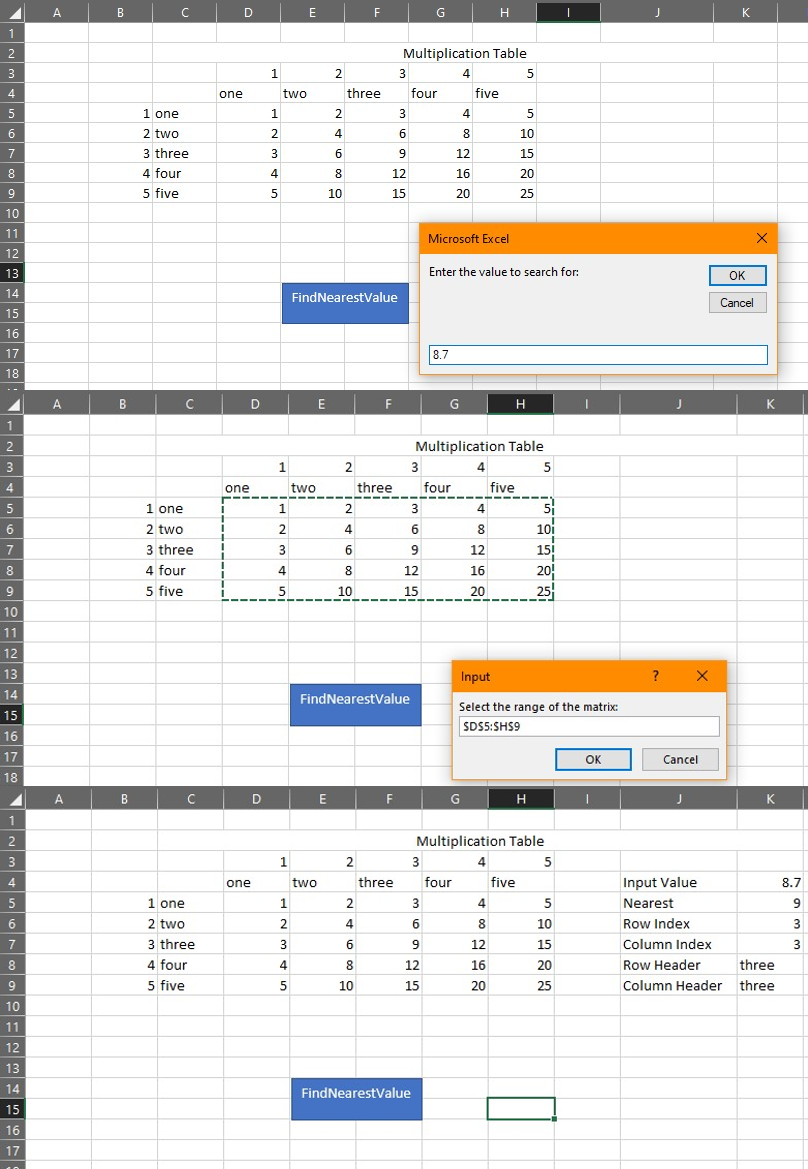 A B C D E F G H I J K
1
2 Multiplication Table
3 1 2 3 4 5
4 one two three four five
5 1 one 1 2 3 4 5
6 2 two 2 4 6 8 10
7 3 three 3 6 9 12 15
8 4 four 4 8 12 16 20
9 5 five 5 10 15 20 25
10
11
12
13
14
15
16
17
18
FindNearestValue
Microsoft Excel
Enter the value to search for:
OK
Cancel
8.7
A B C D E F G H I J K
1
2 Multiplication Table
3 1 2 3 4 5
4 one two three four five
5 1 one 1 2 3 4 5
6 2 two 2 4 6 8 10
7 3 three 3 6 9 12 15
8 4 four 4 8 12 16 20
9 5 five 5 10 15 20 25
10
11
12
13
14
15
16
17
18
FindNearestValue
Input ?
Select the range of the matrix:
$D$5:$H$9
OK Cancel
A B C D E F G H I J K
1
2 Multiplication Table
3 1 2 3 4 5
4 one two three four five Input Value 8.7
5 1 one 1 2 3 4 5 Nearest 9
6 2 two 2 4 6 8 10 Row Index 3
7 3 three 3 6 9 12 15 Column Index 3
8 4 four 4 8 12 16 20 Row Header three
9 5 five 5 10 15 20 25 Column Header three
10
11
12
13
14
15
16
17
FindNearestValue